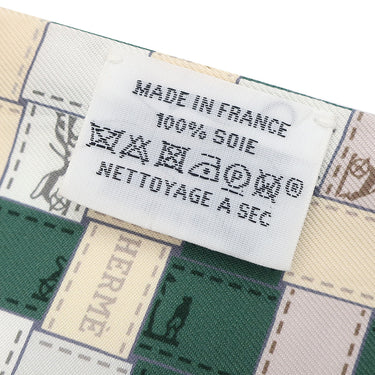 MADE IN FRANCE
100% SOIE
NETTOYAGE A SEC
HERMÈ